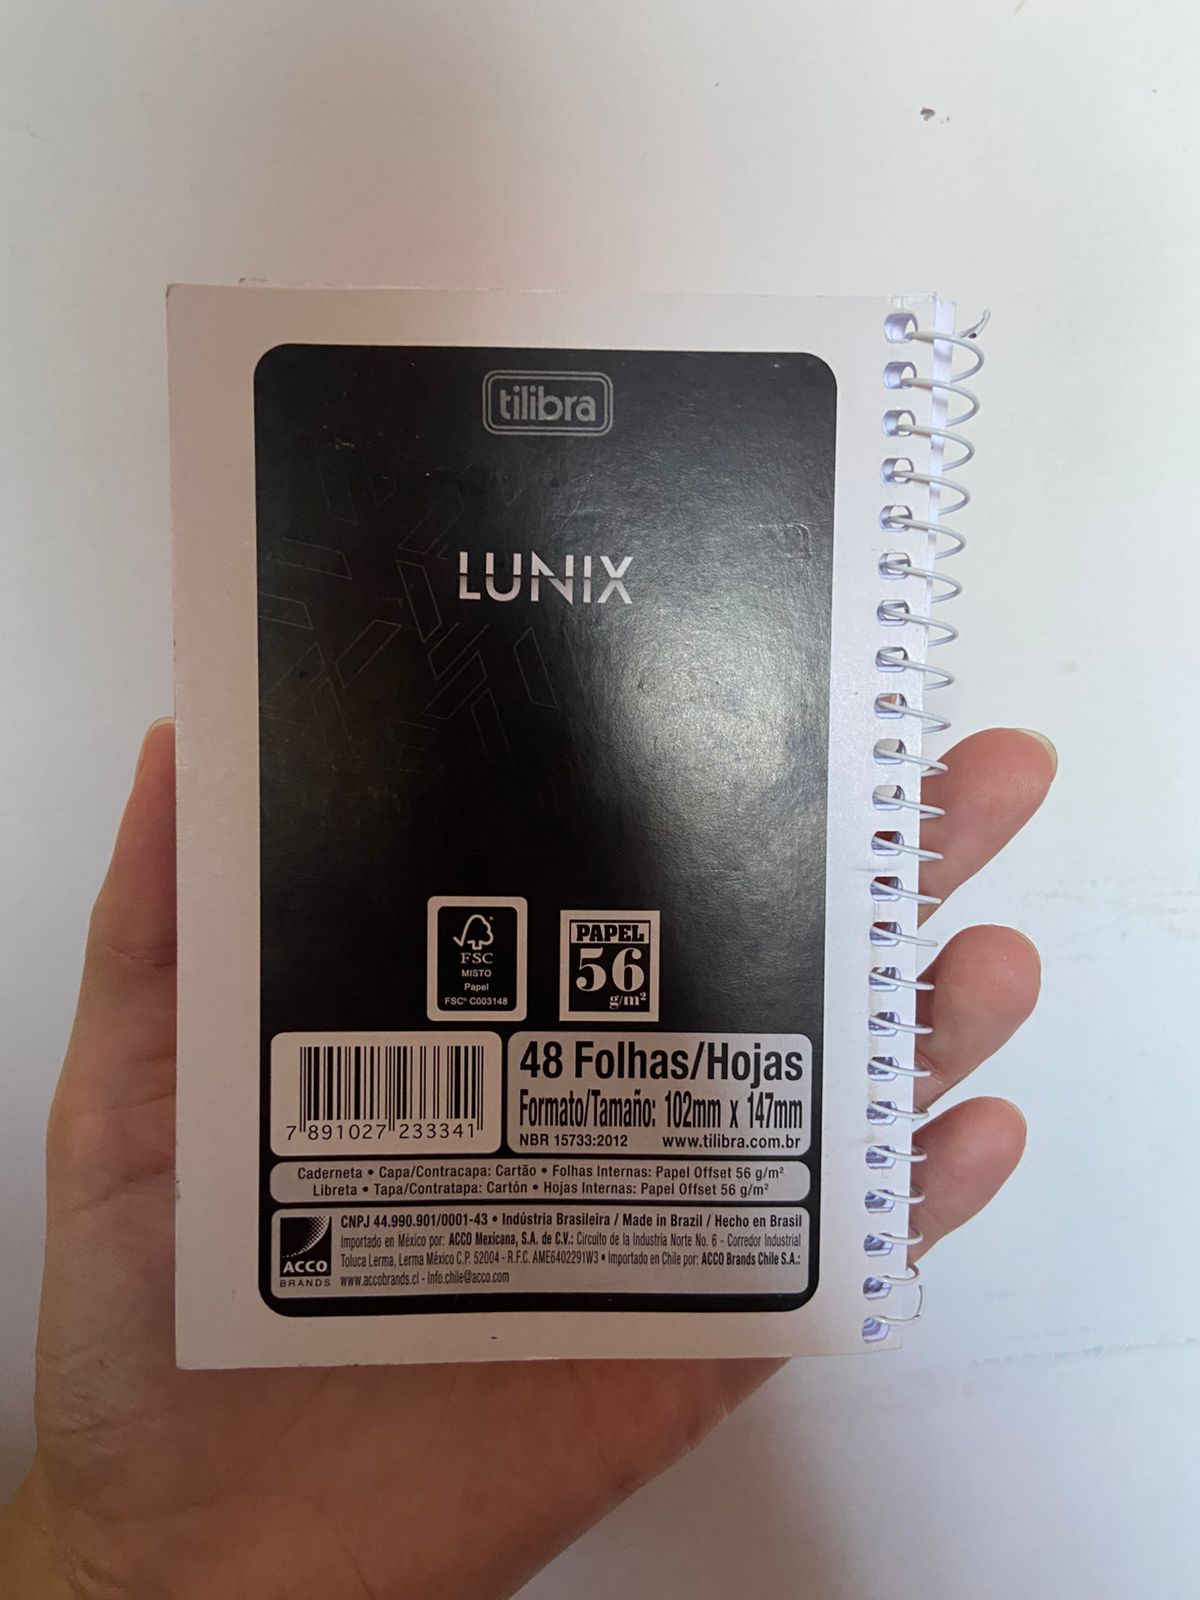 tilibra
LUNIX
FSC
MISTO
Papel
FSC® C003148
PAPEL
56
g/m²
7 891027 233341
48 Folhas/Hojas
Formato/Tamaño: 102mm x 147mm
NBR 15733:2012 www.tilibra.com.br
Caderneta • Capa/Contracapa: Cartão • Folhas Internas: Papel Offset 56 g/m²
Libreta • Tapa/Contratapa: Cartón • Hojas Internas: Papel Offset 56 g/m²
ACCO
BRANDS
CNPJ 44.990.901/0001-43 • Indústria Brasileira / Made in Brazil / Hecho en Brasil
Importado en México por: ACCO Mexicana, S.A. de C.V.: Circuito de la Industria Norte No. 6 - Corredor Industrial
Toluca Lerma, Lerma México C.P. 52004 - R.F.C. AME6402291W3 • Importado en Chile por: ACCO Brands Chile S.A.:
www.accobrands.cl - Info.chile@acco.com